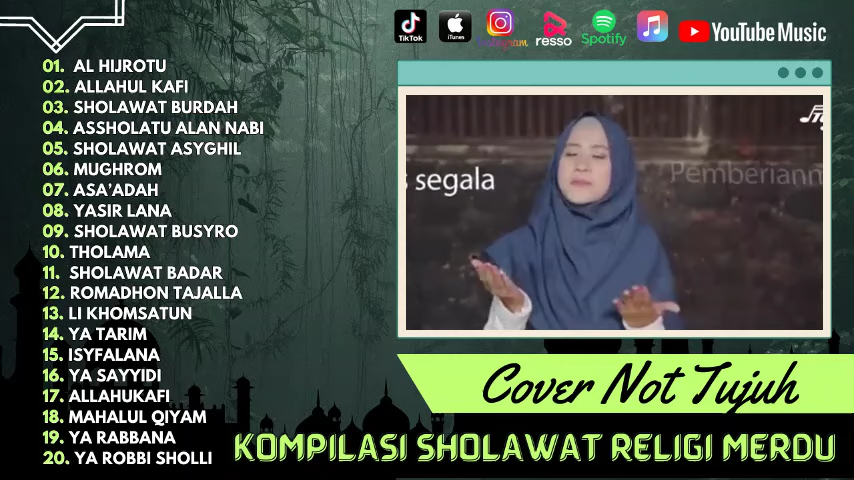 TikTok
iTunes
Instagram
resso
Spotify
YouTube Music
01. AL HIJROTU
02. ALLAHUL KAFI
03. SHOLAWAT BURDAH
04. ASSHOLATU ALAN NABI
05. SHOLAWAT ASYGHIL
06. MUGHROM
07. ASA'ADAH
08. YASIR LANA
09. SHOLAWAT BUSYRO
10. THOLAMA
11. SHOLAWAT BADAR
12. ROMADHON TAJALLA
13. LI KHOMSATUN
14. YA TARIM
15. ISYFALANA
16. YA SAYYIDI
17. ALLAHUKAFI
18. MAHALUL QIYAM
19. YA RABBANA
20. YA ROBBI SHOLLI
segala
Pemberiann
Cover Not Tujuh
KOMPILASI SHOLAWAT RELIGI MERDU